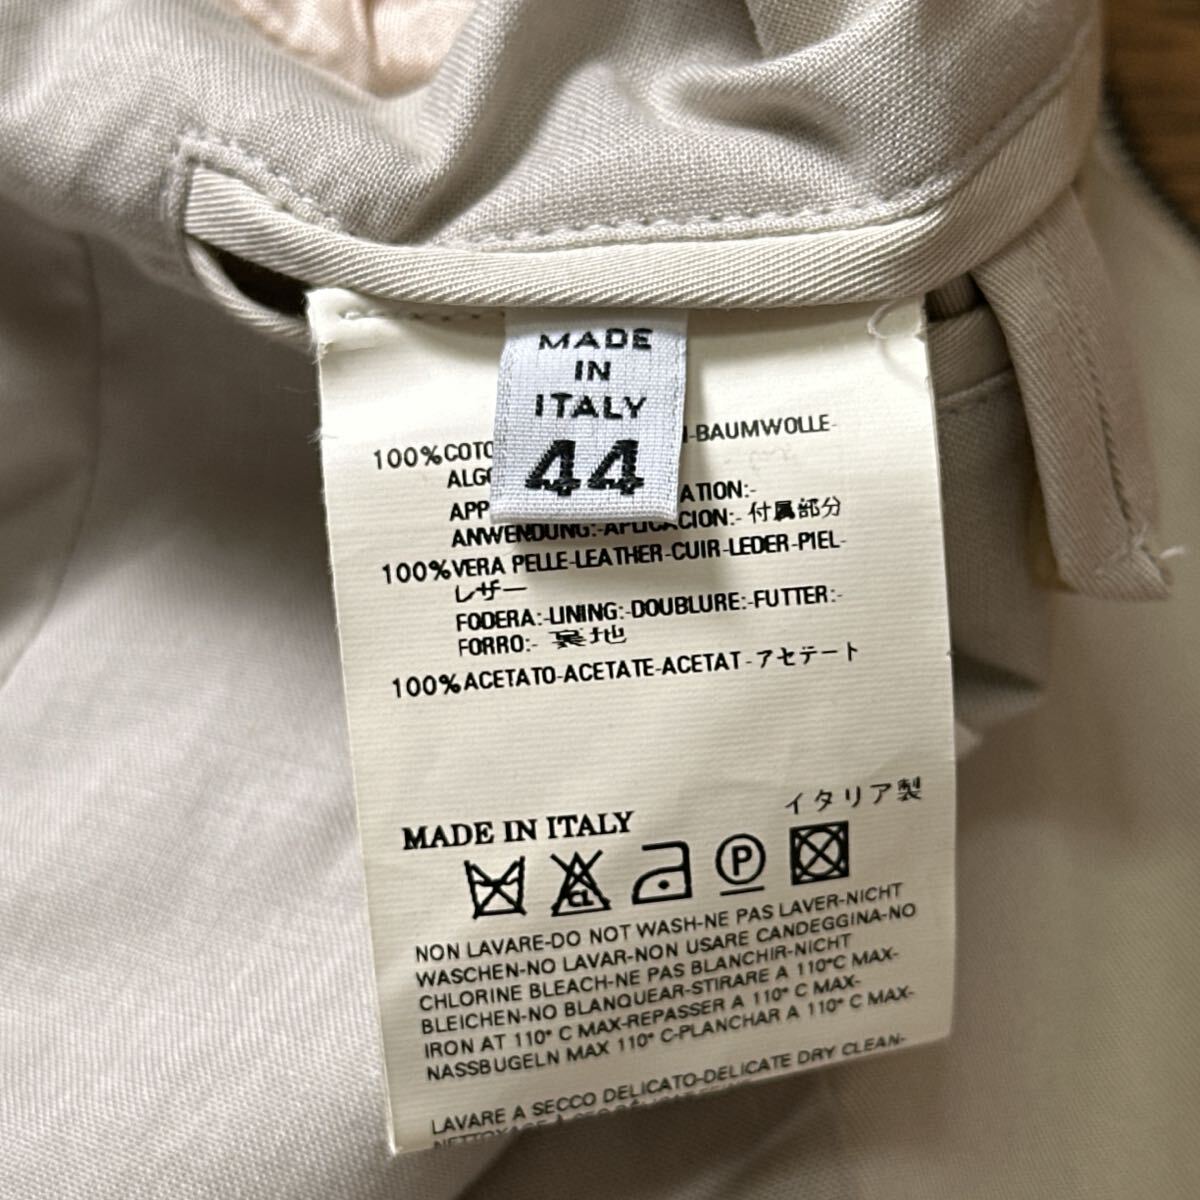 MADE
IN
ITALY
44
100%COTO -BAUMWOLLE-
ALGO
APP ATION:-
ANWENDUNG:-APLICACION:- 付属部分
100%VERA PELLE-LEATHER-CUIR-LEDER-PIEL-
レザー
FODERA:-LINING:-DOUBLURE:-FUTTER:-
FORRO:- 裏地
100%ACETATO-ACETATE-ACETAT-アセテート
イタリア製
MADE IN ITALY
CL P
NON LAVARE-DO NOT WASH-NE PAS LAVER-NICHT
WASCHEN-NO LAVAR-NON USARE CANDEGGINA-NO
CHLORINE BLEACH-NE PAS BLANCHIR-NICHT
BLEICHEN-NO BLANQUEAR-STIRARE A 110°C MAX-
IRON AT 110° C MAX-REPASSER A 110° C MAX-
NASSBUGELN MAX 110° C-PLANCHAR A 110° C MAX-
LAVARE A SECCO DELICATO-DELICATE DRY CLEAN-
NETTOYAGE À SEC